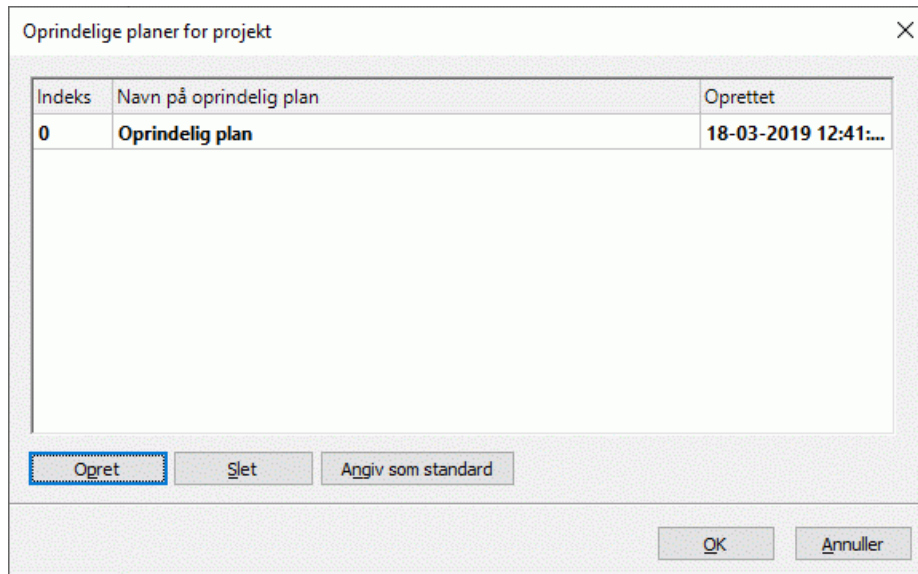 Oprindelige planer for projekt
Indeks Navn på oprindelig plan Oprettet
0 Oprindelig plan 18-03-2019 12:41:...
Opret Slet Angiv som standard
OK Annuller